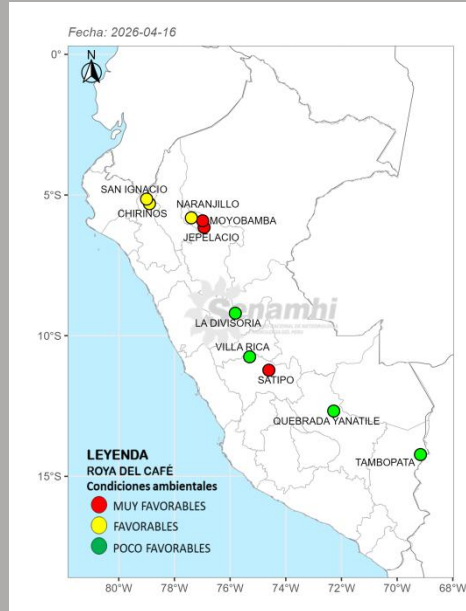 Fecha: 2026-04-16
0°
N
5°S
SAN IGNACIO
CHIRINOS
NARANJILLO
MOYOBAMBA
JEPELACIO
Senamhi
LA DIVISORIA
10°S
VILLA RICA
SATIPO
QUEBRADA YANATILE
TAMBOPATA
15°S
LEYENDA
ROYA DEL CAFÉ
Condiciones ambientales
MUY FAVORABLES
FAVORABLES
POCO FAVORABLES
80°W 78°W 76°W 74°W 72°W 70°W 68°W